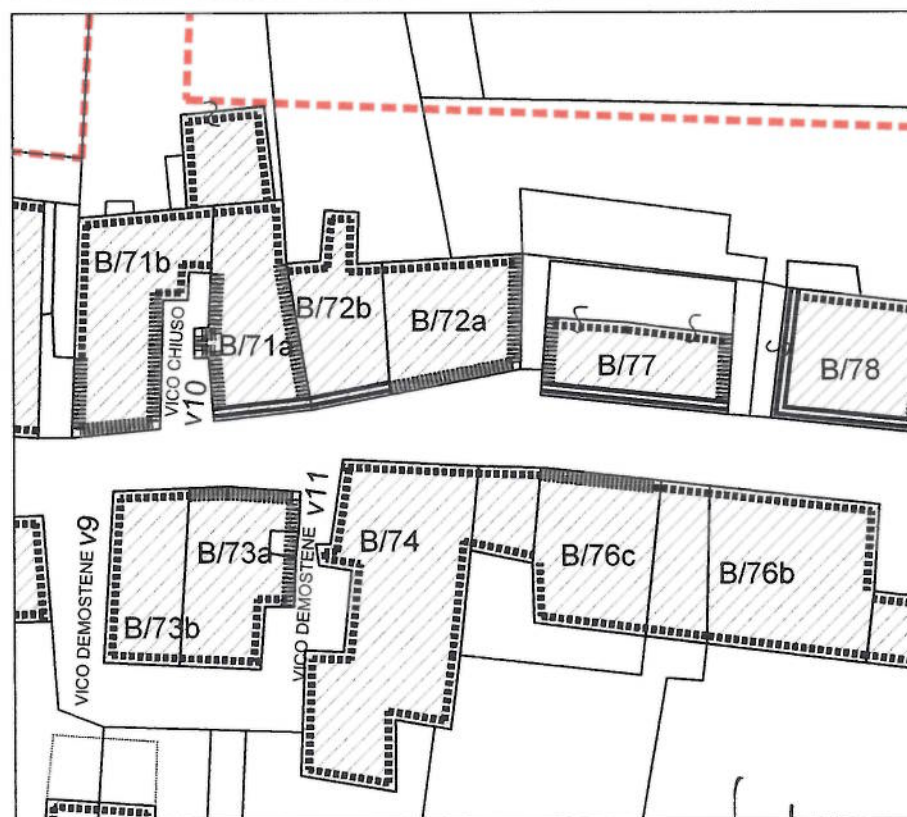 B/71b
B/72b
B/72a
B/71a
VICO CHIUSO
v10
B/77
B/78
VICO DEMOSTENE v9
B/73a
B/73b
VICO DEMOSTENE v11
B/74
B/76c
B/76b